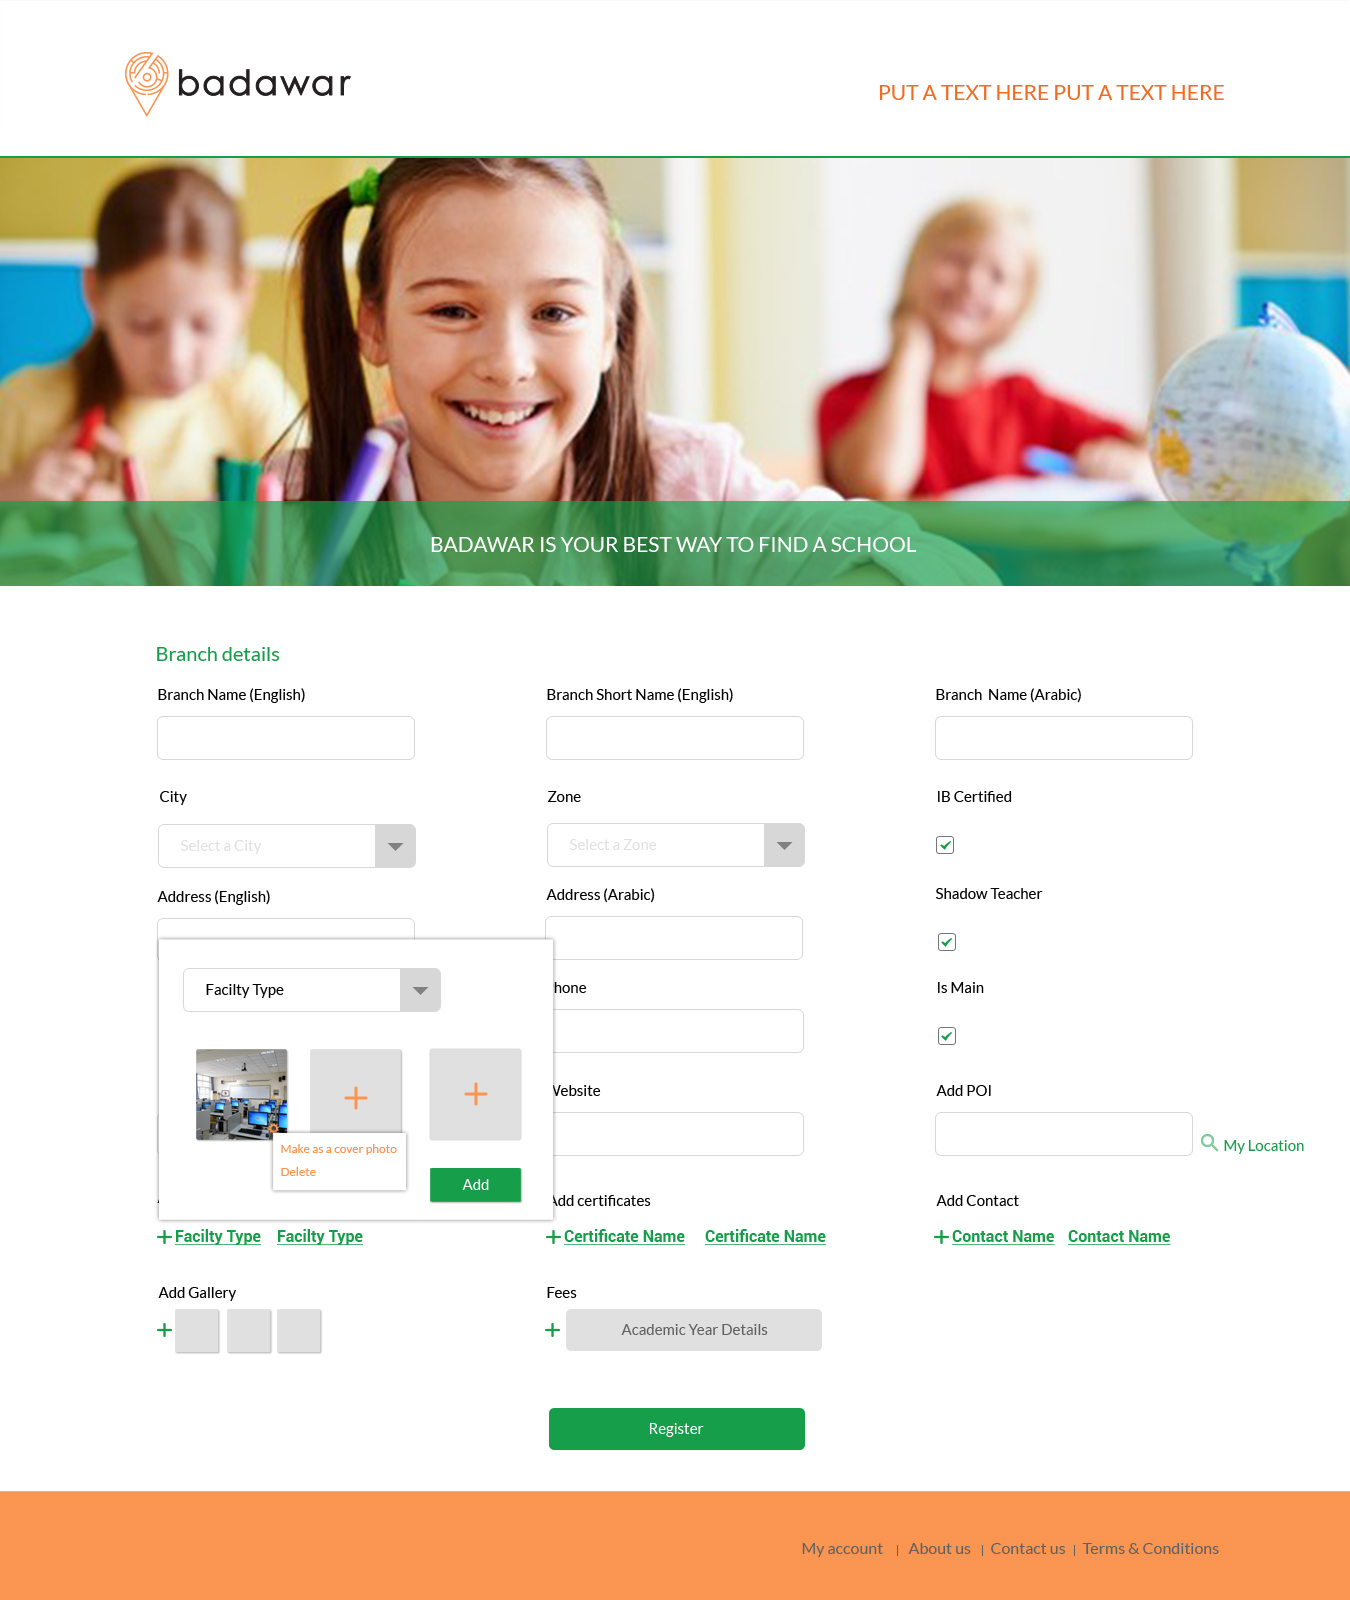 badawar
PUT A TEXT HERE PUT A TEXT HERE
BADAWAR IS YOUR BEST WAY TO FIND A SCHOOL
Branch details
Branch Name (English)
Branch Short Name (English)
Branch Name (Arabic)
City
Zone
IB Certified
Select a City
Select a Zone
Address (English)
Address (Arabic)
Shadow Teacher
Facilty Type
hone
Is Main
Website
Add POI
My Location
Make as a cover photo
Delete
Add
Add certificates
Add Contact
Facilty Type Facilty Type
Certificate Name Certificate Name
Contact Name Contact Name
Add Gallery
Fees
Academic Year Details
Register
My account | About us | Contact us | Terms & Conditions